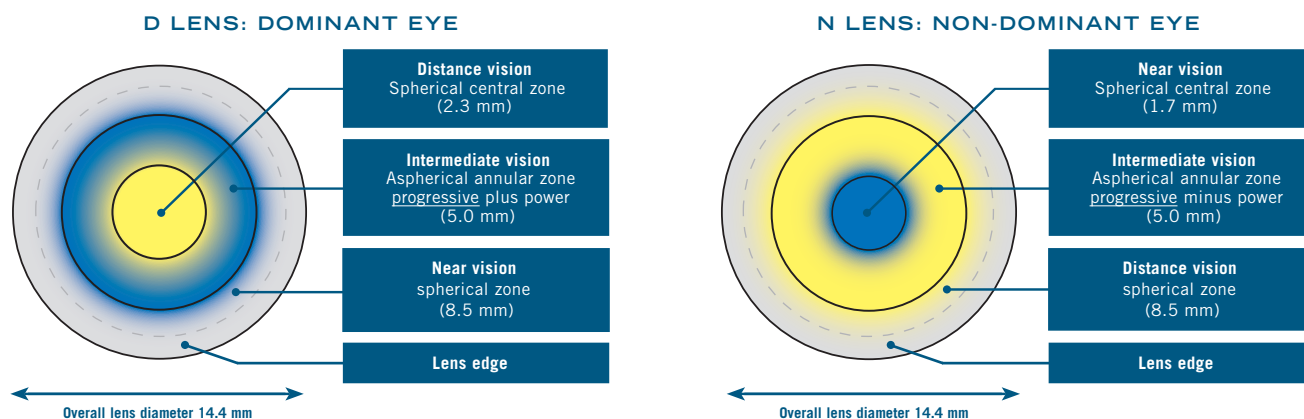 D LENS: DOMINANT EYE
Distance vision
Spherical central zone
(2.3 mm)
Intermediate vision
Aspherical annular zone
progressive plus power
(5.0 mm)
Near vision
spherical zone
(8.5 mm)
Lens edge
Overall lens diameter 14.4 mm
N LENS: NON-DOMINANT EYE
Near vision
Spherical central zone
(1.7 mm)
Intermediate vision
Aspherical annular zone
progressive minus power
(5.0 mm)
Distance vision
spherical zone
(8.5 mm)
Lens edge
Overall lens diameter 14.4 mm